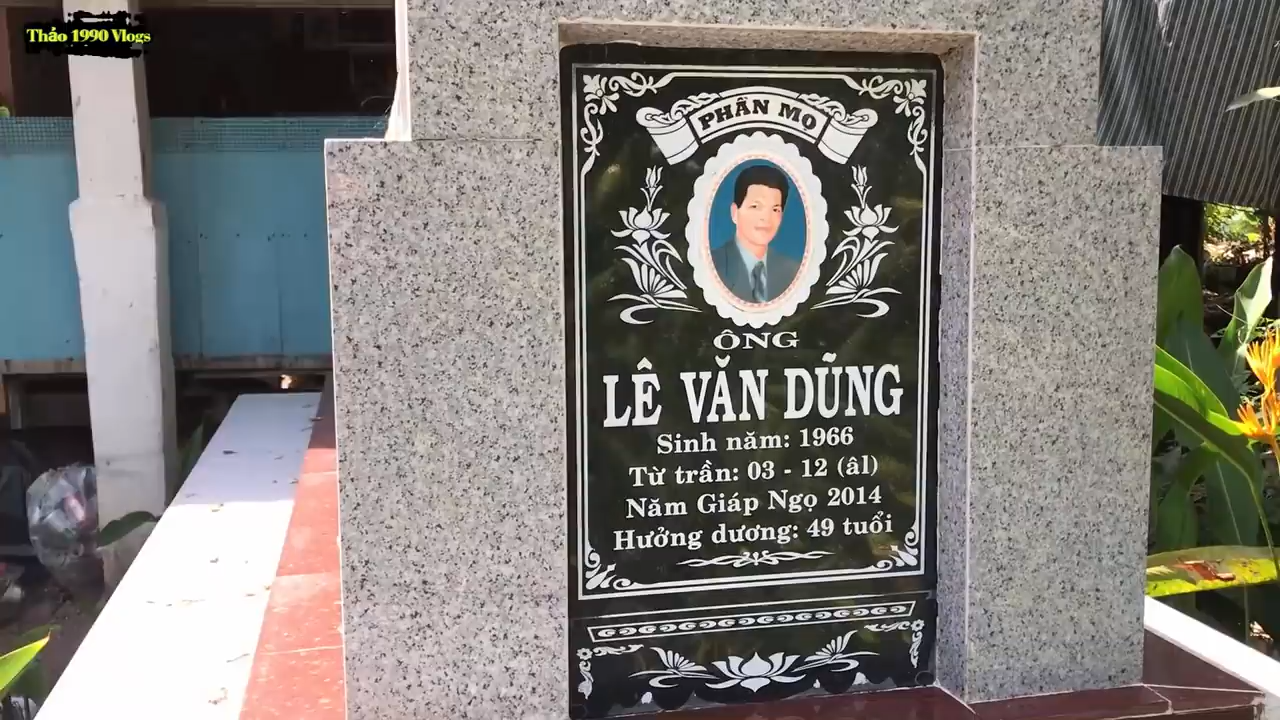 Thảo 1990 Vlogs
PHẦN MỘ
ÔNG
LÊ VĂN DŨNG
Sinh năm: 1966
Từ trần: 03 - 12 (âl)
Năm Giáp Ngọ 2014
Hưởng dương: 49 tuổi